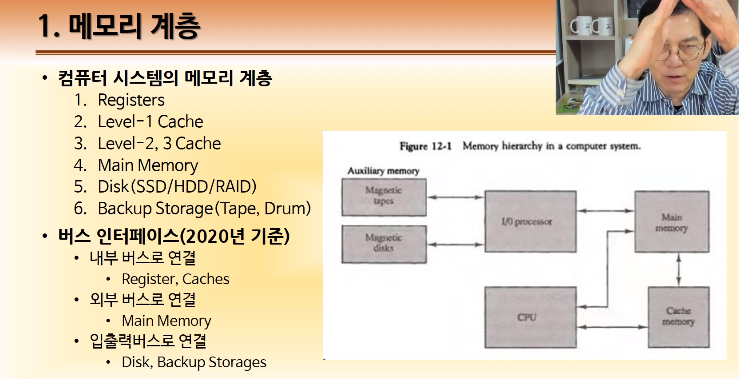 1. 메모리 계층
• 컴퓨터 시스템의 메모리 계층
1. Registers
2. Level-1 Cache
3. Level-2, 3 Cache
4. Main Memory
5. Disk(SSD/HDD/RAID)
6. Backup Storage(Tape, Drum)
• 버스 인터페이스(2020년 기준)
• 내부 버스로 연결
• Register, Caches
• 외부 버스로 연결
• Main Memory
• 입출력버스로 연결
• Disk, Backup Storages
Figure 12-1 Memory hierarchy in a computer system.
Auxiliary memory
Magnetic
tapes
Magnetic
disks
I/0 processor
Main
memory
CPU
Cache
memory